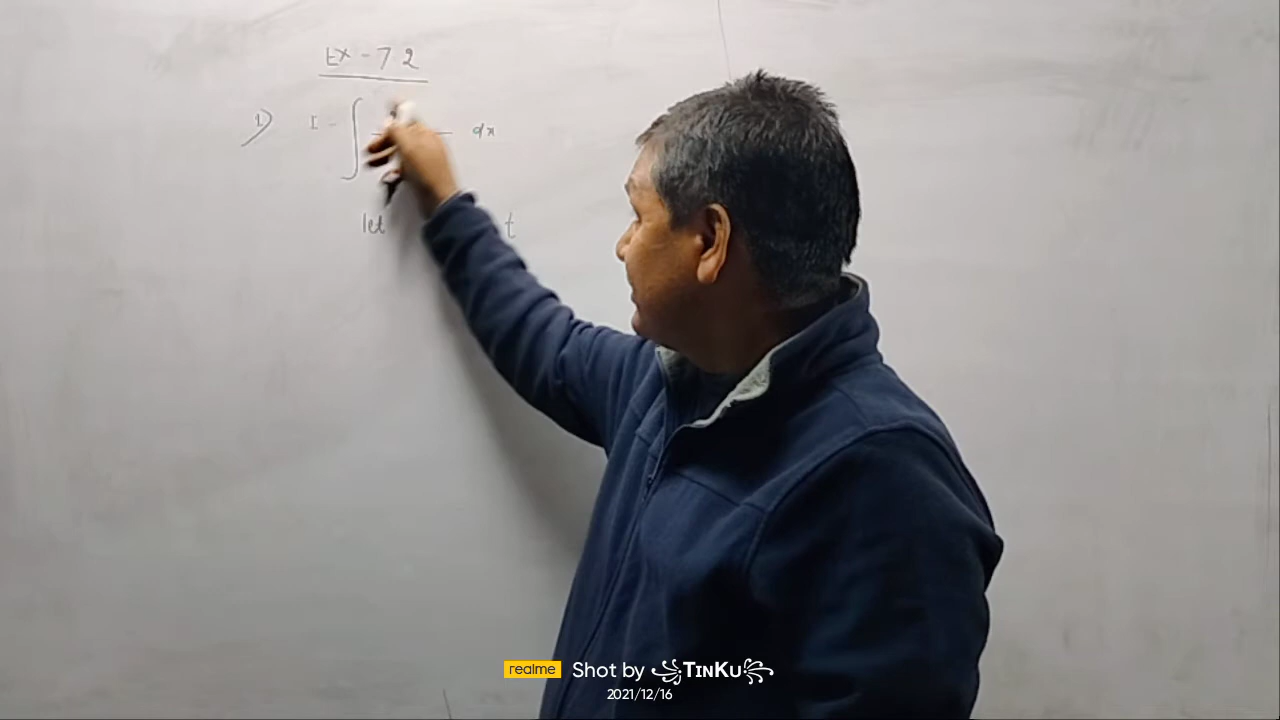 Ex - 7 2
1) I - ∫ dx
let t
realme Shot by TINKU
2021/12/16